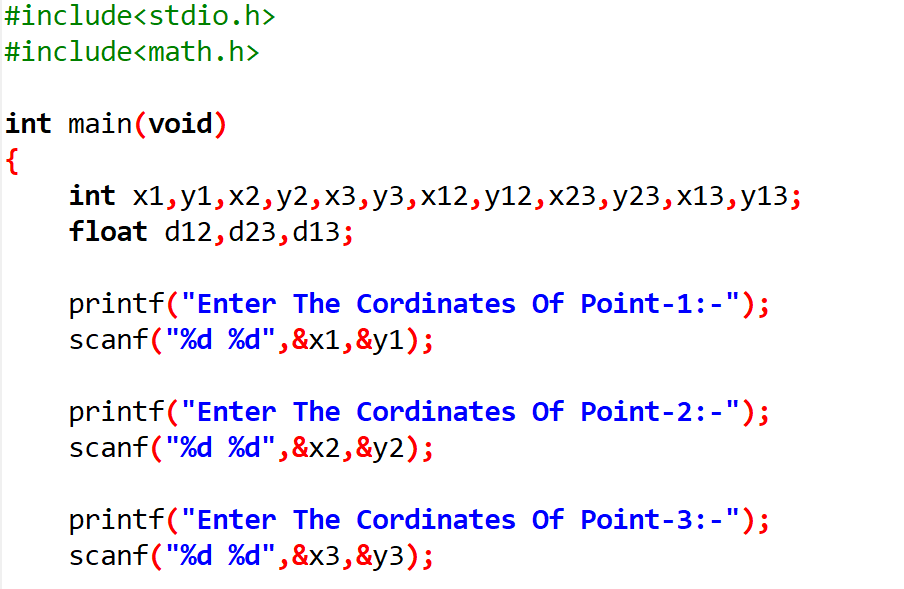 #include<stdio.h>
#include<math.h>
int main(void)
{
int x1,y1,x2,y2,x3,y3,x12,y12,x23,y23,x13,y13;
float d12,d23,d13;
printf("Enter The Cordinates Of Point-1:-");
scanf("%d %d",&x1,&y1);
printf("Enter The Cordinates Of Point-2:-");
scanf("%d %d",&x2,&y2);
printf("Enter The Cordinates Of Point-3:-");
scanf("%d %d",&x3,&y3);